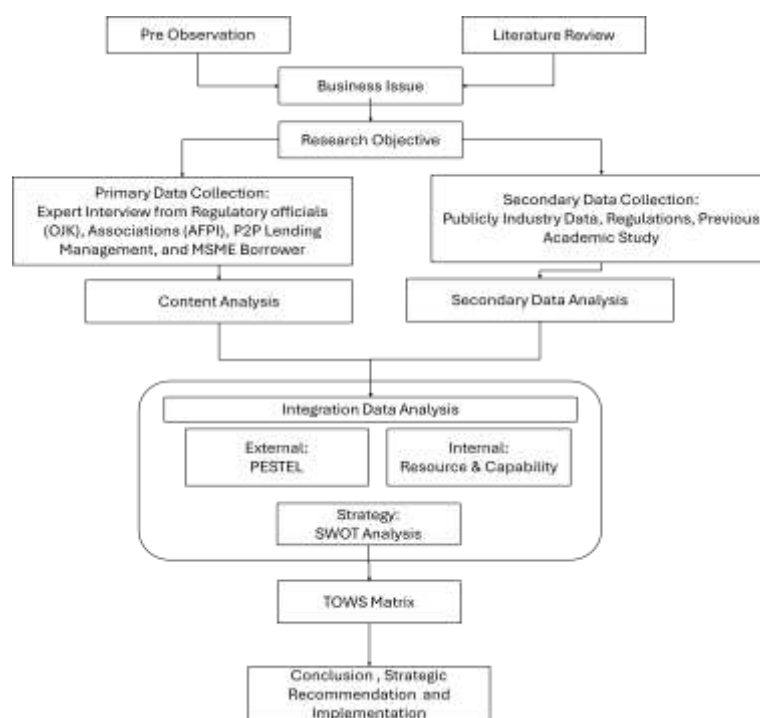 Pre Observation
Literature Review
Business Issue
Research Objective
Primary Data Collection:
Expert Interview from Regulatory officials
(OJK), Associations (AFPI), P2P Lending
Management, and MSME Borrower
Secondary Data Collection:
Publicly Industry Data, Regulations, Previous
Academic Study
Content Analysis
Secondary Data Analysis
Integration Data Analysis
External:
PESTEL
Internal:
Resource & Capability
Strategy:
SWOT Analysis
TOWS Matrix
Conclusion , Strategic
Recommendation and
Implementation